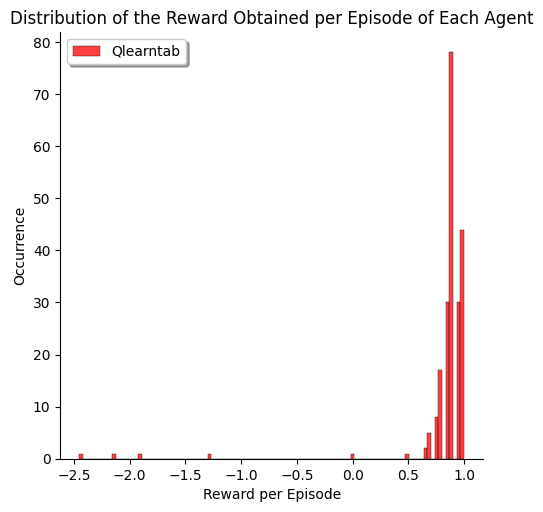 Distribution of the Reward Obtained per Episode of Each Agent
Qlearntab
80
70
60
50
40
30
20
10
0
Occurrence
−2.5 −2.0 −1.5 −1.0 −0.5 0.0 0.5 1.0
Reward per Episode